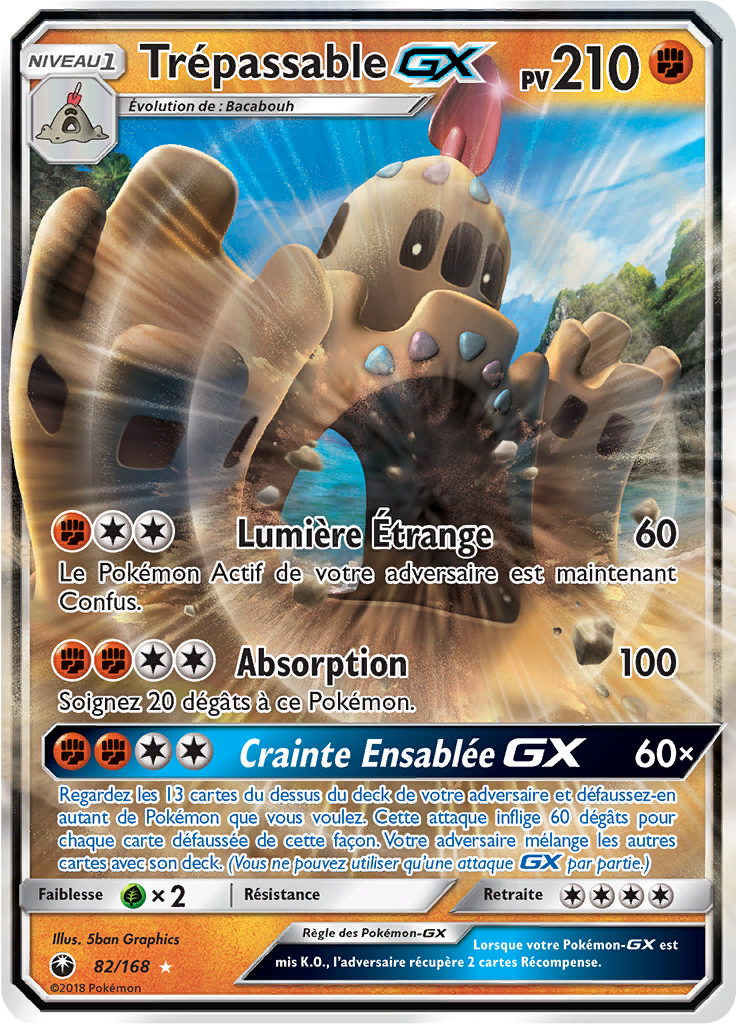 NIVEAU 1
Trépassable GX
PV 210
Évolution de : Bacabouh
Lumière Étrange 60
Le Pokémon Actif de votre adversaire est maintenant
Confus.
Absorption 100
Soignez 20 dégâts à ce Pokémon.
Crainte Ensablée GX 60×
Regardez les 13 cartes du dessus du deck de votre adversaire et défaussez-en
autant de Pokémon que vous voulez. Cette attaque inflige 60 dégâts pour
chaque carte défaussée de cette façon. Votre adversaire mélange les autres
cartes avec son deck. (Vous ne pouvez utiliser qu'une attaque GX par partie.)
Faiblesse × 2 Résistance Retraite
Illus. 5ban Graphics
82/168
©2018 Pokémon
Règle des Pokémon-GX
Lorsque votre Pokémon-GX est
mis K.O., l'adversaire récupère 2 cartes Récompense.